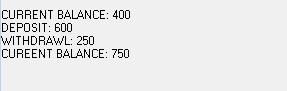 CURRENT BALANCE: 400
DEPOSIT: 600
WITHDRAWL: 250
CUREENT BALANCE: 750